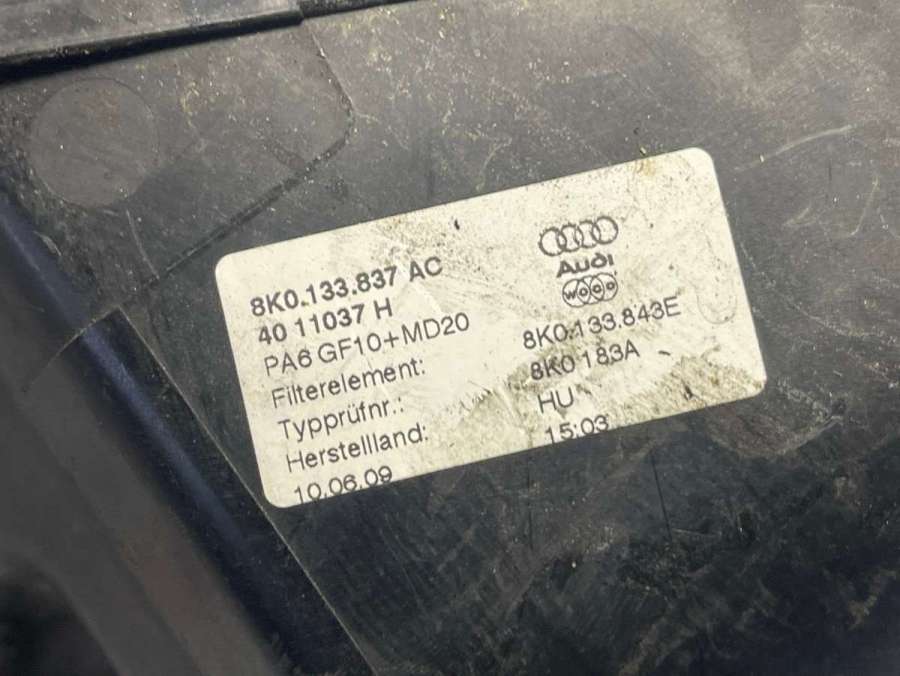 Audi
WOOD
8K0.133.837 AC
40 11037 H
PA6 GF10+MD20
Filterelement: 8K0.133.843E
Typprüfnr.: 8K0 183A
Herstellland: HU
10.06.09 15:03